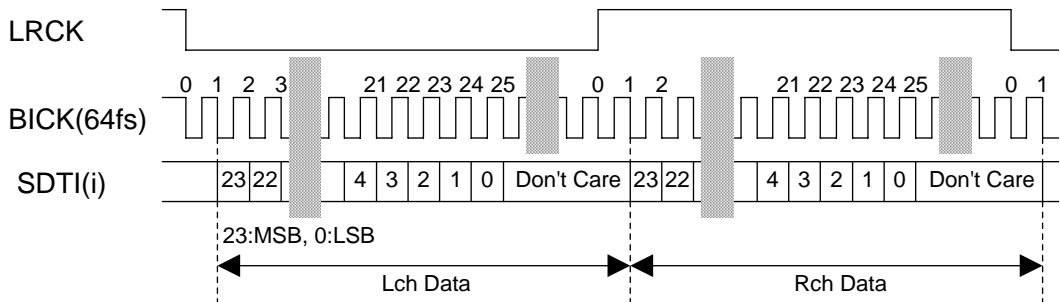 LRCK
0 1 2 3 21 22 23 24 25 0 1 2 21 22 23 24 25 0 1
BICK(64fs)
SDTI(i) 23 22 4 3 2 1 0 Don't Care 23 22 4 3 2 1 0 Don't Care
23:MSB, 0:LSB
Lch Data Rch Data